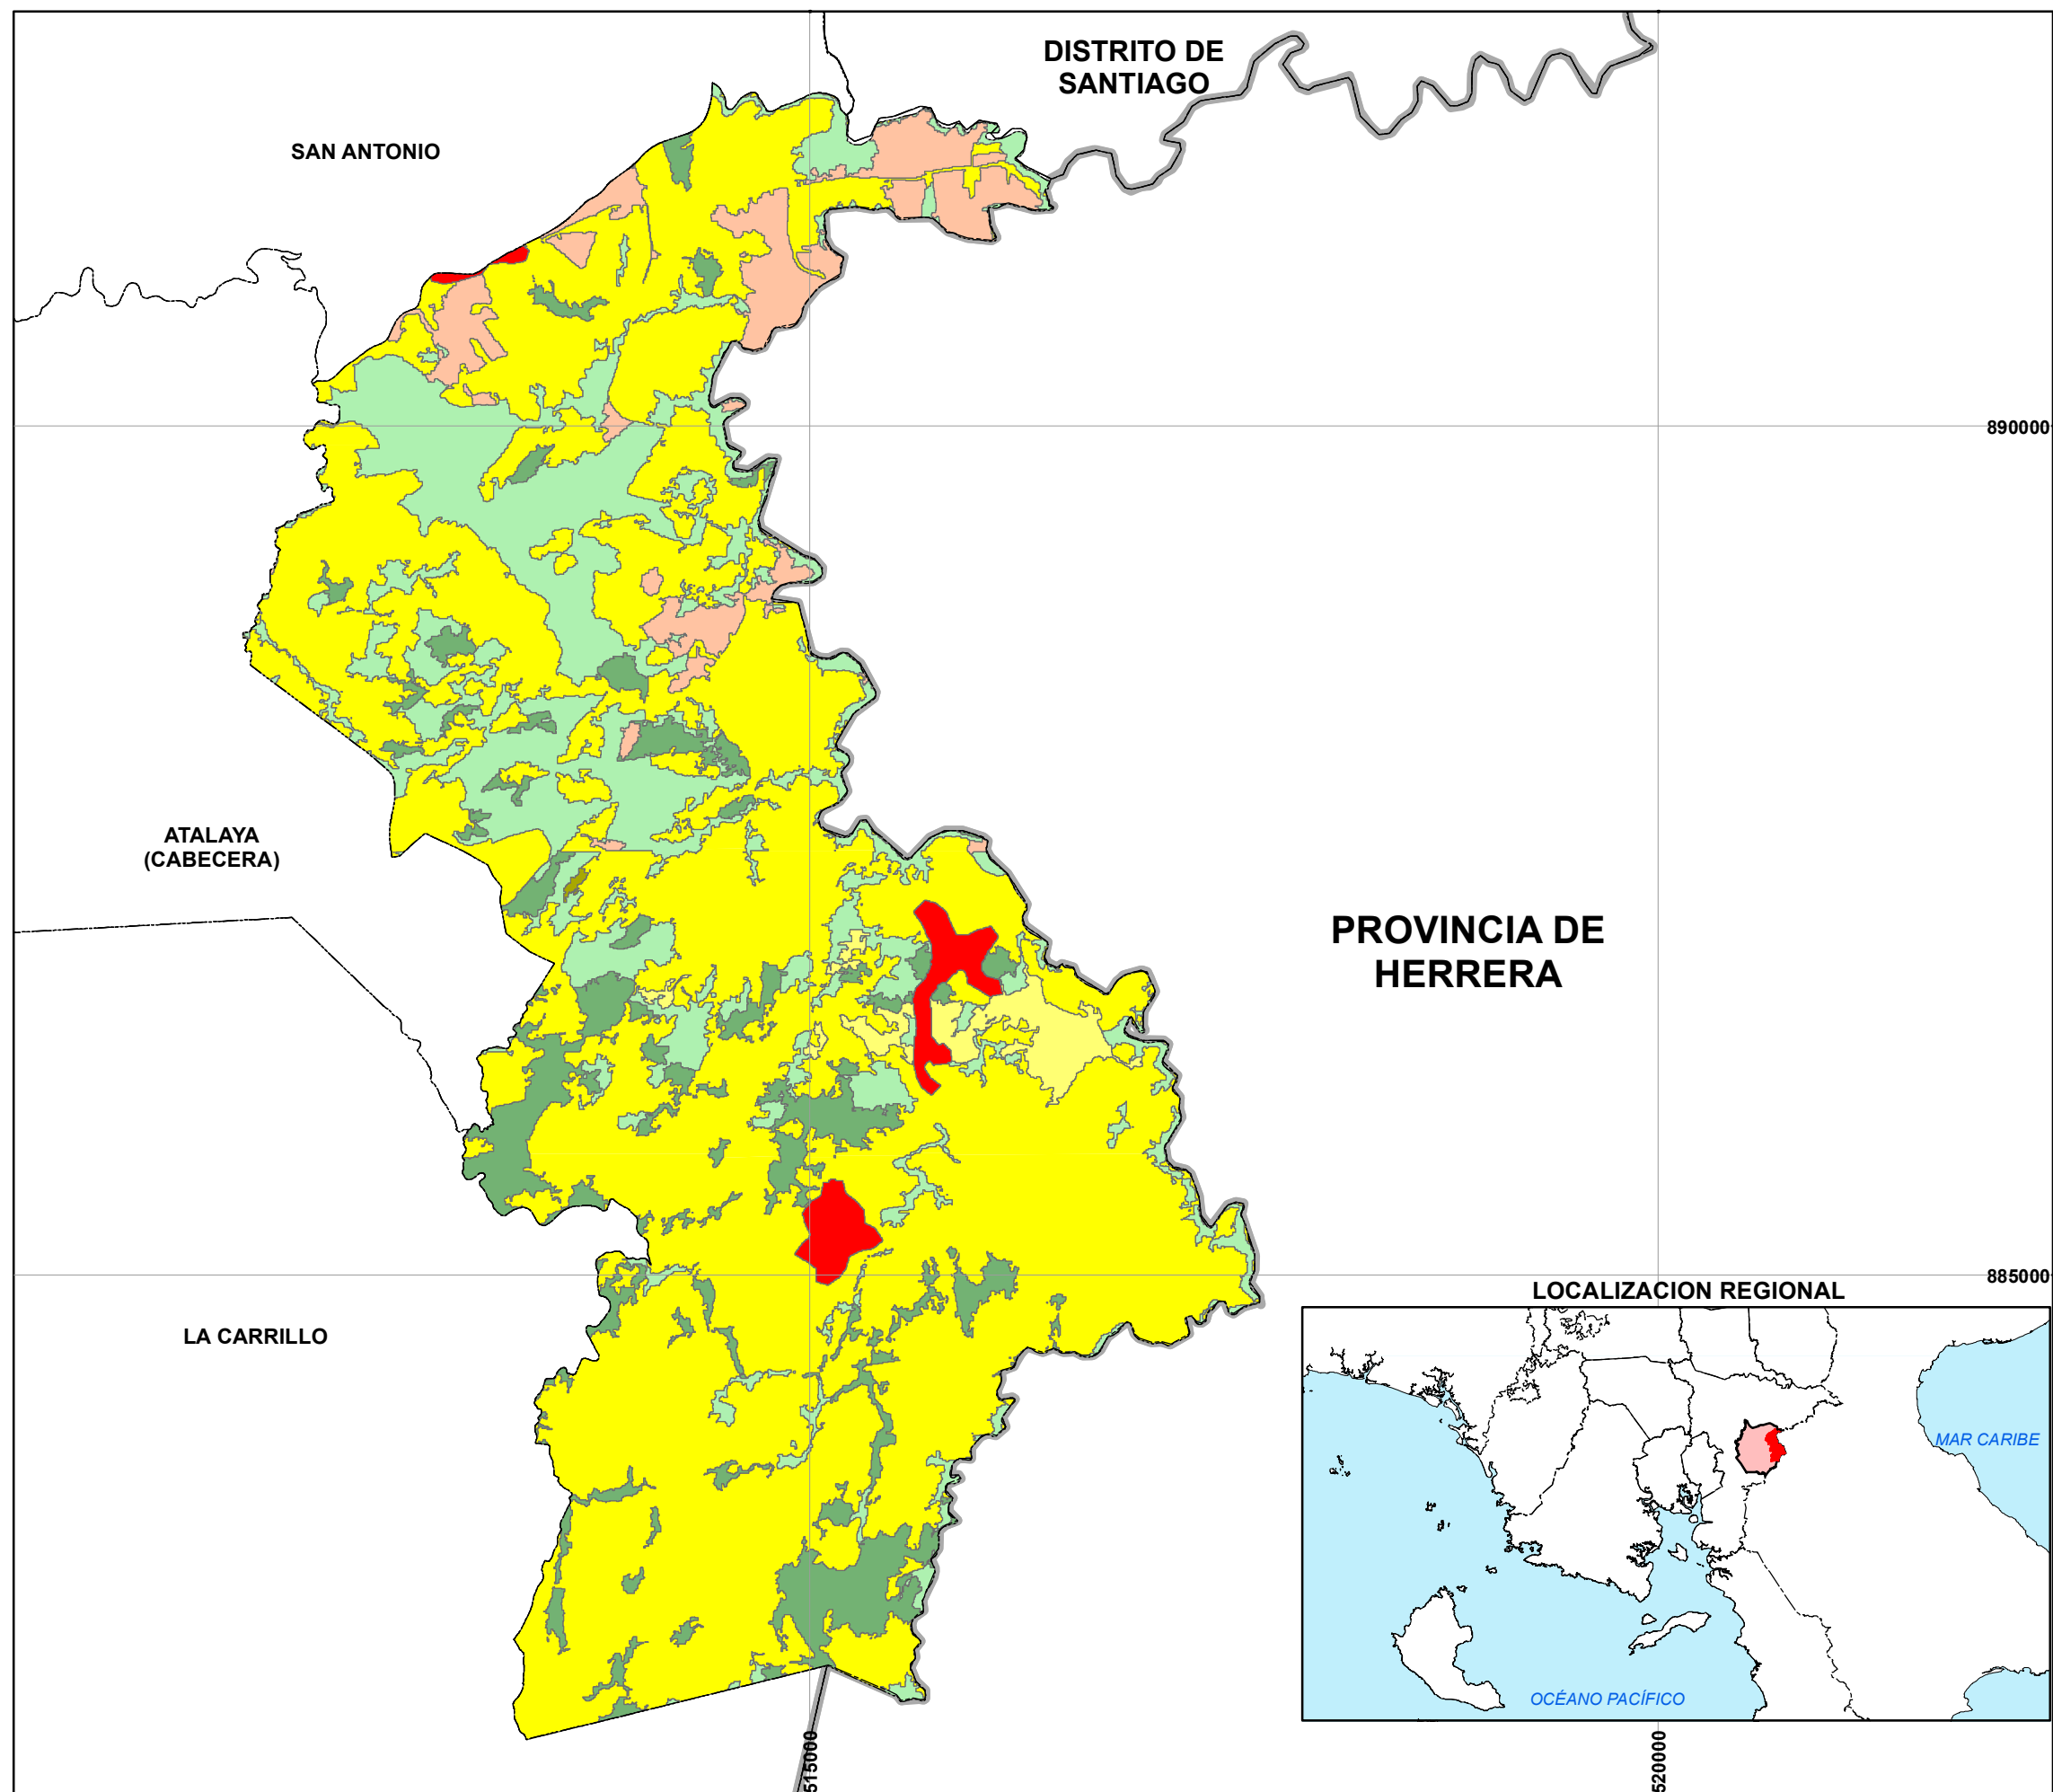 DISTRITO DE
SANTIAGO
SAN ANTONIO
890000
ATALAYA
(CABECERA)
PROVINCIA DE
HERRERA
885000
LOCALIZACION REGIONAL
LA CARRILLO
MAR CARIBE
OCÉANO PACÍFICO
515000
520000